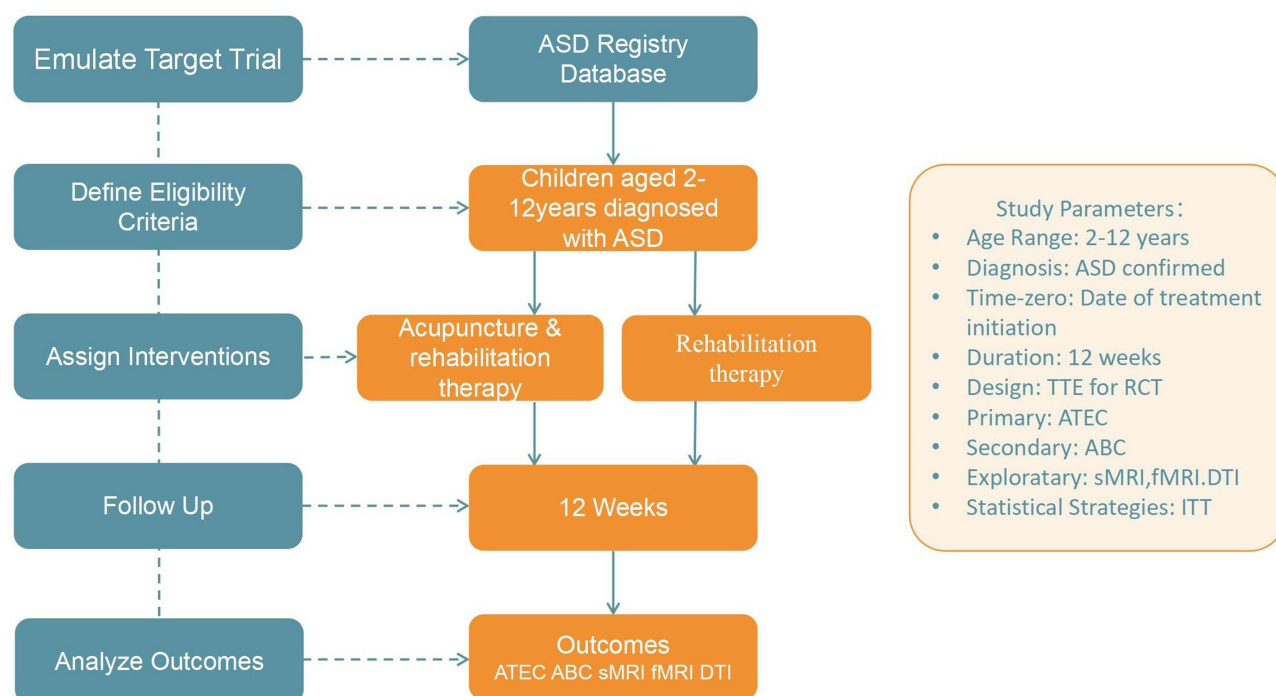 Emulate Target Trial
ASD Registry
Database
Define Eligibility
Criteria
Children aged 2-
12years diagnosed
with ASD
Assign Interventions
Acupuncture &
rehabilitation
therapy
Rehabilitation
therapy
Follow Up
12 Weeks
Analyze Outcomes
Outcomes
ATEC ABC sMRI fMRI DTI
Study Parameters：
• Age Range: 2-12 years
• Diagnosis: ASD confirmed
• Time-zero: Date of treatment
initiation
• Duration: 12 weeks
• Design: TTE for RCT
• Primary: ATEC
• Secondary: ABC
• Exploratary: sMRI,fMRI.DTI
• Statistical Strategies: ITT